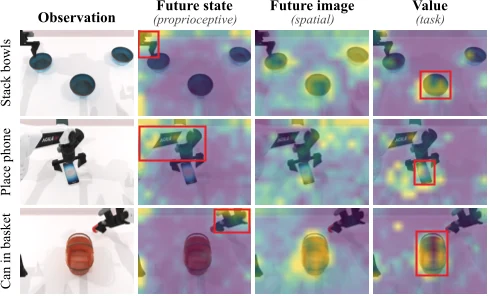 Observation
Future state
(proprioceptive)
Future image
(spatial)
Value
(task)
Stack bowls
Place phone
Can in basket